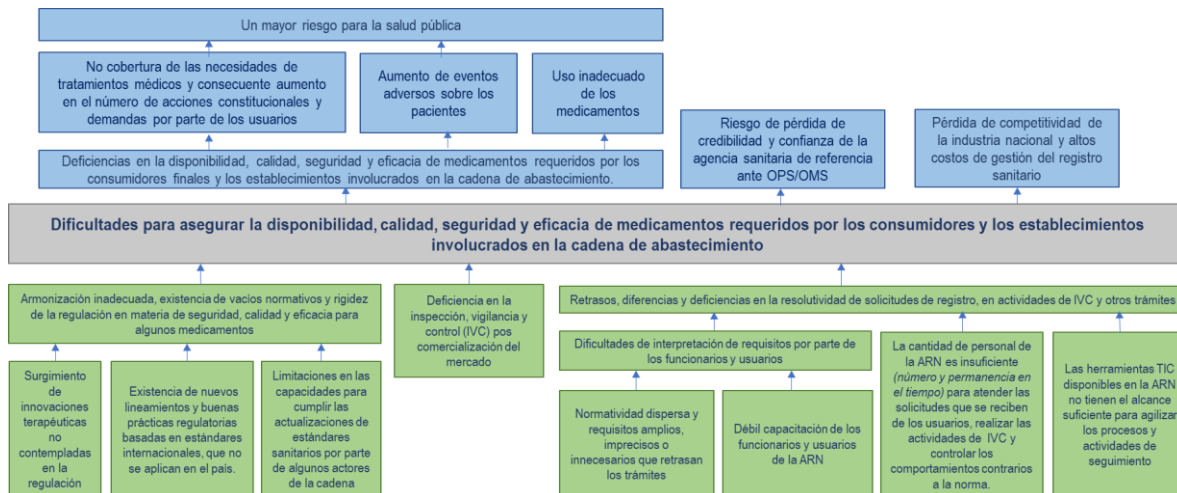 Un mayor riesgo para la salud pública
No cobertura de las necesidades de
tratamientos médicos y consecuente aumento
en el número de acciones constitucionales y
demandas por parte de los usuarios
Aumento de eventos
adversos sobre los
pacientes
Uso inadecuado
de los
medicamentos
Deficiencias en la disponibilidad, calidad, seguridad y eficacia de medicamentos requeridos por los
consumidores finales y los establecimientos involucrados en la cadena de abastecimiento.
Riesgo de pérdida de
credibilidad y confianza de la
agencia sanitaria de referencia
ante OPS/OMS
Pérdida de competitividad de
la industria nacional y altos
costos de gestión del registro
sanitario
Dificultades para asegurar la disponibilidad, calidad, seguridad y eficacia de medicamentos requeridos por los consumidores y los establecimientos
involucrados en la cadena de abastecimiento
Armonización inadecuada, existencia de vacíos normativos y rigidez
de la regulación en materia de seguridad, calidad y eficacia para
algunos medicamentos
Surgimiento
de
innovaciones
terapéuticas
no
contempladas
en la
regulación
Existencia de nuevos
lineamientos y buenas
prácticas regulatorias
basadas en estándares
internacionales, que no
se aplican en el país.
Limitaciones en las
capacidades para
cumplir las
actualizaciones de
estándares
sanitarios por parte
de algunos actores
de la cadena
Deficiencia en la
inspección, vigilancia y
control (IVC) pos
comercialización del
mercado
Retrasos, diferencias y deficiencias en la resolutividad de solicitudes de registro, en actividades de IVC y otros trámites
Dificultades de interpretación de requisitos por parte de
los funcionarios y usuarios
Normatividad dispersa y
requisitos amplios,
imprecisos o
innecesarios que retrasan
los trámites
Débil capacitación de los
funcionarios y usuarios
de la ARN
La cantidad de personal de
la ARN es insuficiente
(número y permanencia en
el tiempo) para atender las
solicitudes que se reciben
de los usuarios, realizar las
actividades de IVC y
controlar los
comportamientos contrarios
a la norma.
Las herramientas TIC
disponibles en la ARN
no tienen el alcance
suficiente para agilizar
los procesos y
actividades de
seguimiento